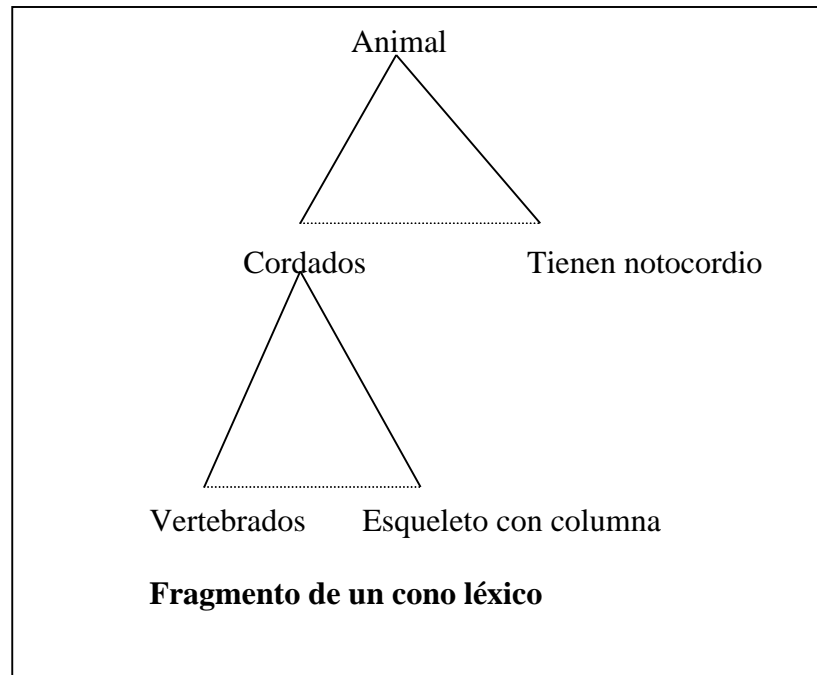 Animal
Cordados Tienen notocordio
Vertebrados Esqueleto con columna
Fragmento de un cono léxico